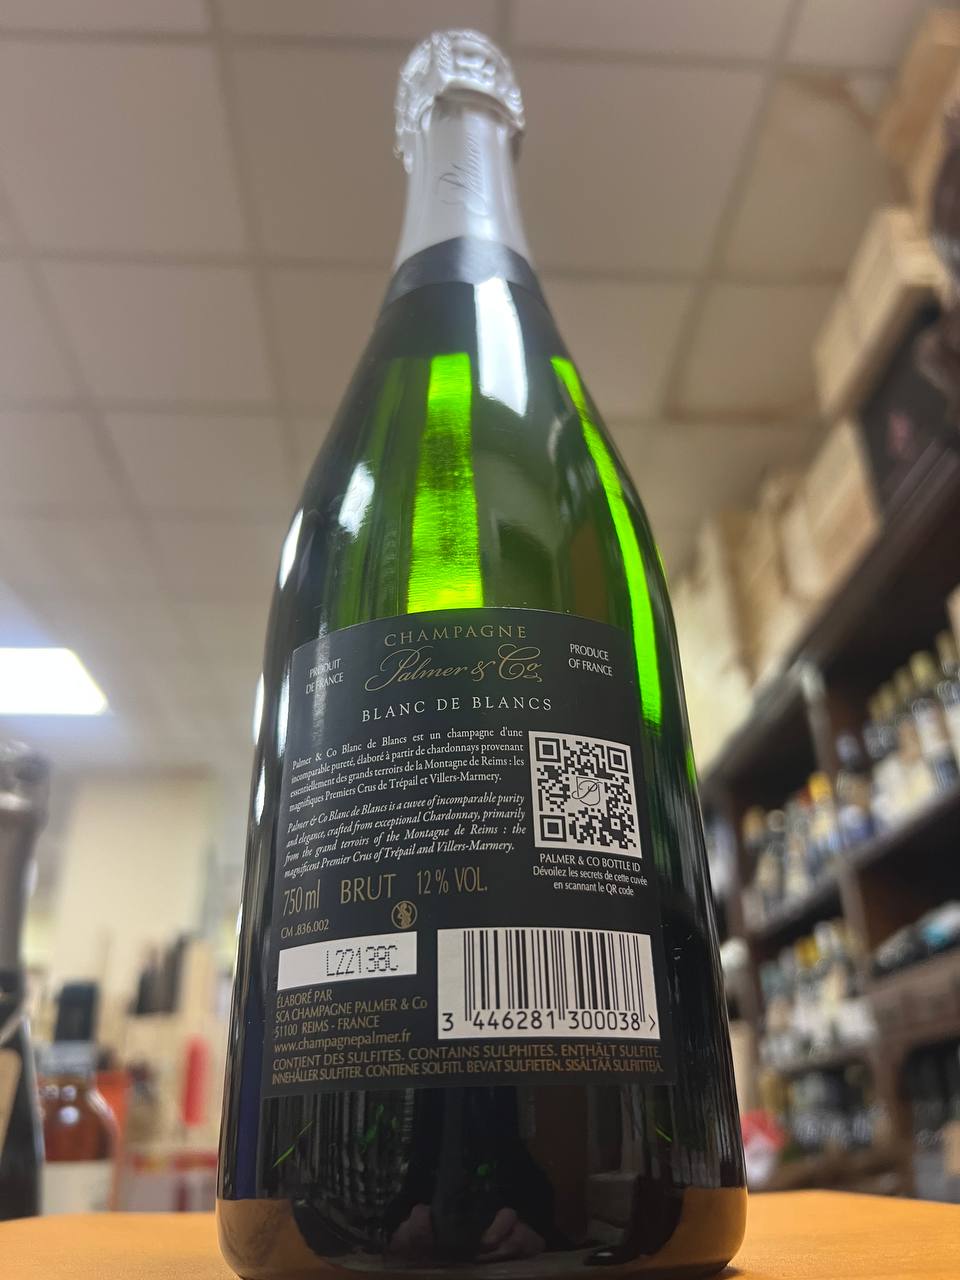 Palmer
CHAMPAGNE
Palmer & Co
PRODUIT
DE FRANCE
PRODUCE
OF FRANCE
BLANC DE BLANCS
Palmer & Co Blanc de Blancs est un champagne d'une
incomparable pureté, élaboré à partir de chardonnays provenant
essentiellement des grands terroirs de la Montagne de Reims : les
magnifiques Premiers Crus de Trépail et Villers-Marmery.
Palmer & Co Blanc de Blancs is a cuvee of incomparable purity
and elegance, crafted from exceptional Chardonnay, primarily
from the grand terroirs of the Montagne de Reims : the
magnificent Premier Crus of Trépail and Villers-Marmery.
P
PALMER & CO BOTTLE ID
Dévoilez les secrets de cette cuvée
en scannant le QR code
750 ml BRUT 12 % VOL.
CM .836.002
L22138C
ÉLABORÉ PAR
SCA CHAMPAGNE PALMER & Co
51100 REIMS - FRANCE
www.champagnepalmer.fr
3 446281 300038 >
CONTIENT DES SULFITES. CONTAINS SULPHITES. ENTHÄLT SULFITE.
INNEHÅLLER SULFITER. CONTIENE SOLFITI. BEVAT SULFIETEN. SISÄLTÄÄ SULFIITTEJA.